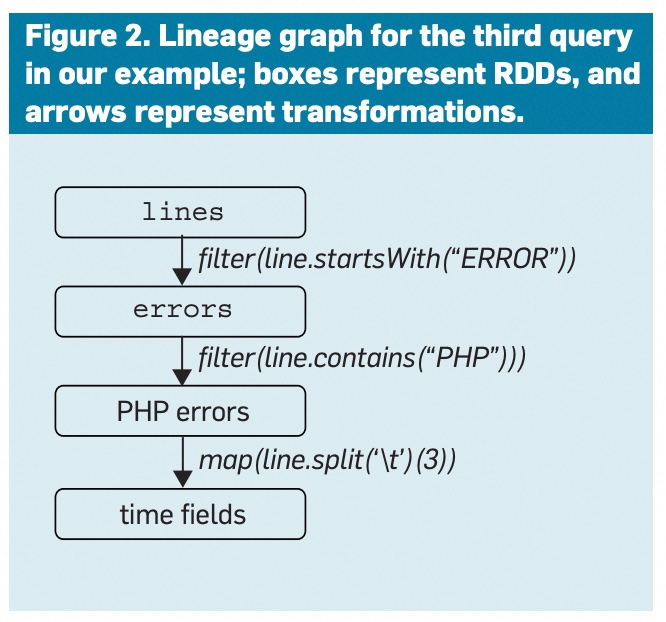 Figure 2. Lineage graph for the third query
in our example; boxes represent RDDs, and
arrows represent transformations.
lines
filter(line.startsWith(“ERROR”))
errors
filter(line.contains(“PHP”)))
PHP errors
map(line.split(‘\t’)(3))
time fields